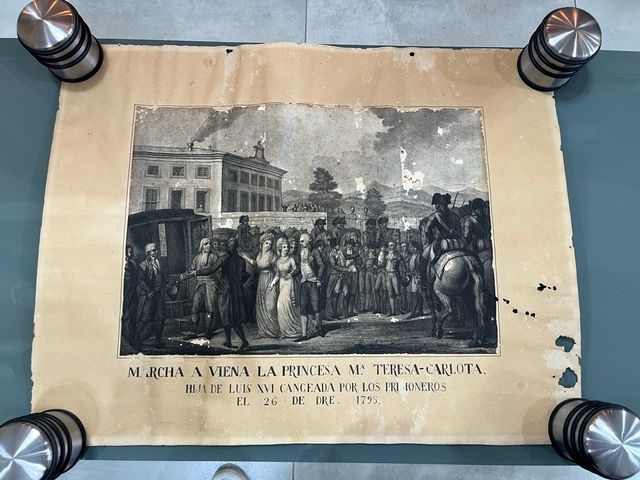 MARCHA A VIENA LA PRINCESA Mª TERESA-CARLOTA,
HIJA DE LUIS XVI CANGEADA POR LOS PRISIONEROS
EL 26 DE DRE. 1795.